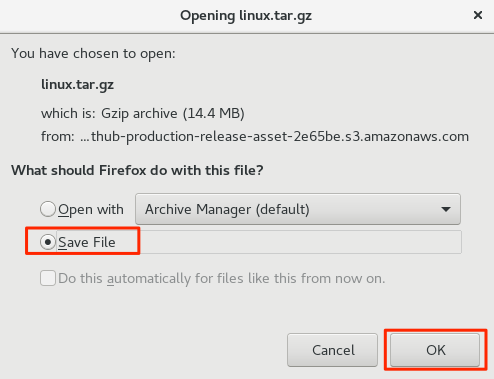 Opening linux.tar.gz
You have chosen to open:
linux.tar.gz
which is: Gzip archive (14.4 MB)
from: ...thub-production-release-asset-2e65be.s3.amazonaws.com
What should Firefox do with this file?
Open with Archive Manager (default)
Save File
Do this automatically for files like this from now on.
Cancel OK